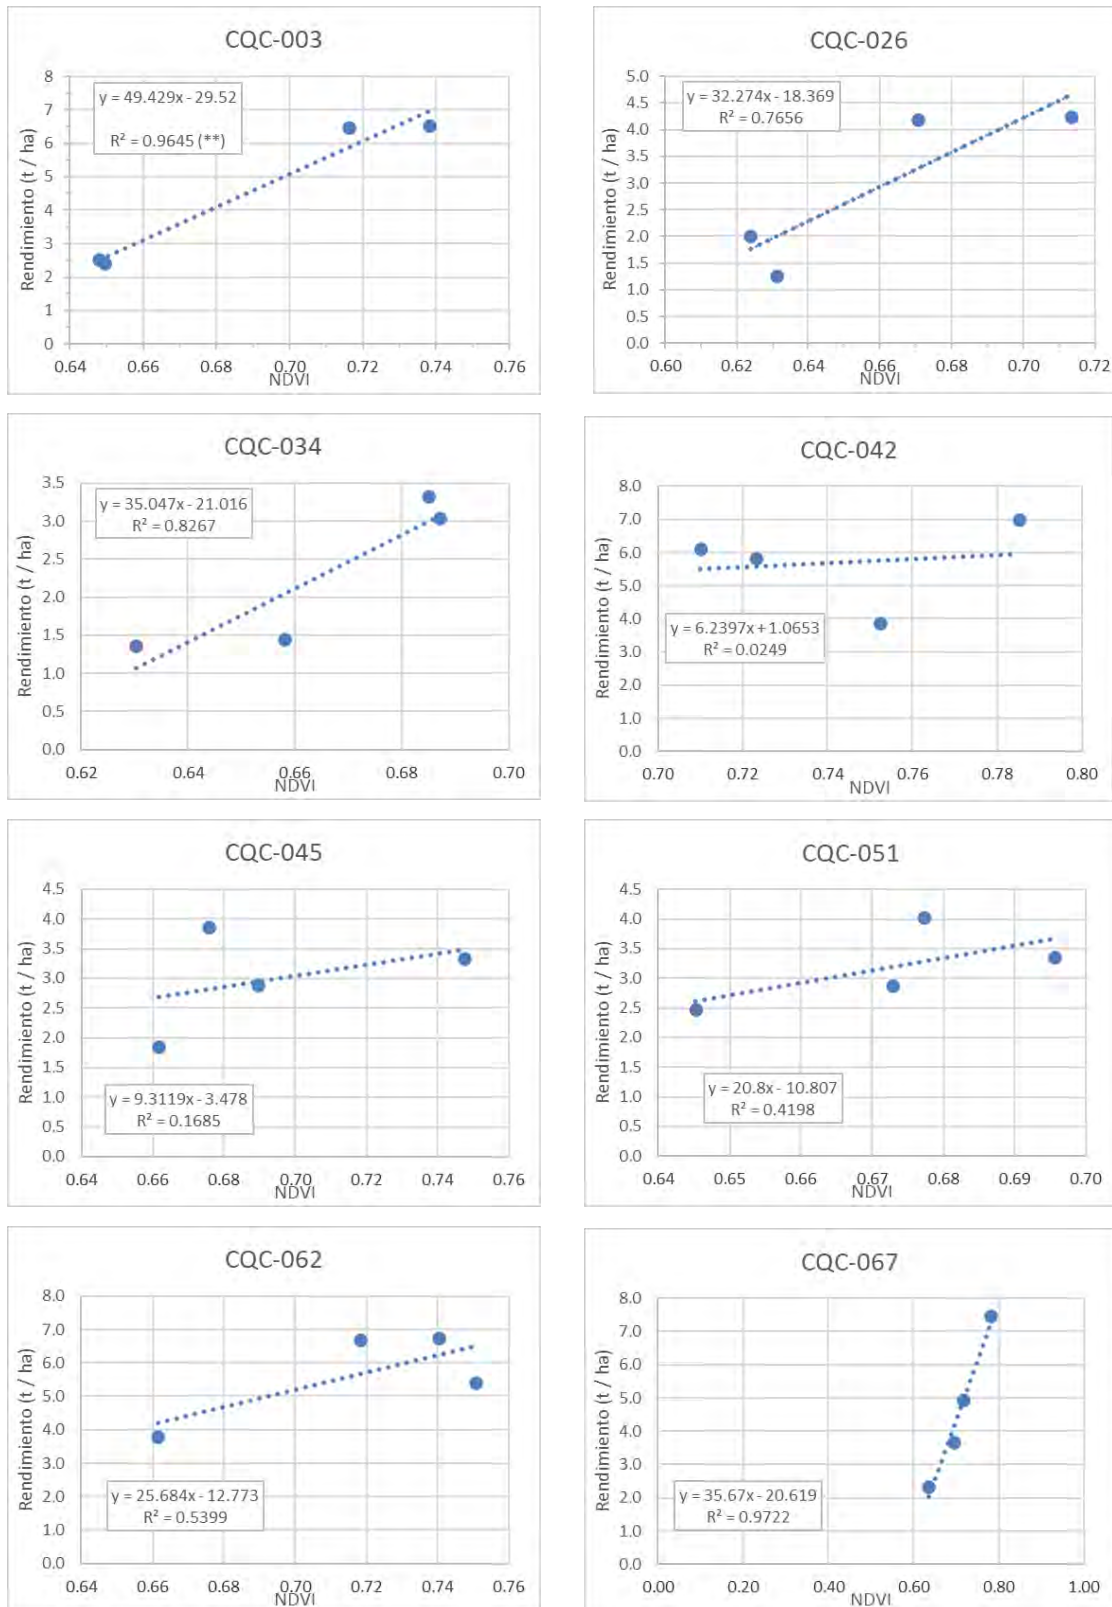 CQC-003
y = 49.429x - 29.52
R² = 0.9645 (**)
Rendimiento (t / ha)
8
7
6
5
4
3
2
1
0
0.64 0.66 0.68 0.70 0.72 0.74 0.76
NDVI
CQC-026
y = 32.274x - 18.369
R² = 0.7656
Rendimiento (t / ha)
5.0
4.5
4.0
3.5
3.0
2.5
2.0
1.5
1.0
0.5
0.0
0.60 0.62 0.64 0.66 0.68 0.70 0.72
NDVI
CQC-034
y = 35.047x - 21.016
R² = 0.8267
Rendimiento (t / ha)
3.5
3.0
2.5
2.0
1.5
1.0
0.5
0.0
0.62 0.64 0.66 0.68 0.70
NDVI
CQC-042
Rendimiento (t / ha)
8.0
7.0
6.0
5.0
4.0
3.0
2.0
1.0
0.0
y = 6.2397x + 1.0653
R² = 0.0249
0.70 0.72 0.74 0.76 0.78 0.80
NDVI
CQC-045
Rendimiento (t / ha)
4.5
4.0
3.5
3.0
2.5
2.0
1.5
1.0
0.5
0.0
y = 9.3119x - 3.478
R² = 0.1685
0.64 0.66 0.68 0.70 0.72 0.74 0.76
NDVI
CQC-051
Rendimiento (t / ha)
4.5
4.0
3.5
3.0
2.5
2.0
1.5
1.0
0.5
0.0
y = 20.8x - 10.807
R² = 0.4198
0.64 0.65 0.66 0.67 0.68 0.69 0.70
NDVI
CQC-062
Rendimiento (t / ha)
8.0
7.0
6.0
5.0
4.0
3.0
2.0
1.0
0.0
y = 25.684x - 12.773
R² = 0.5399
0.64 0.66 0.68 0.70 0.72 0.74 0.76
NDVI
CQC-067
Rendimiento (t / ha)
8.0
7.0
6.0
5.0
4.0
3.0
2.0
1.0
0.0
y = 35.67x - 20.619
R² = 0.9722
0.00 0.20 0.40 0.60 0.80 1.00
NDVI